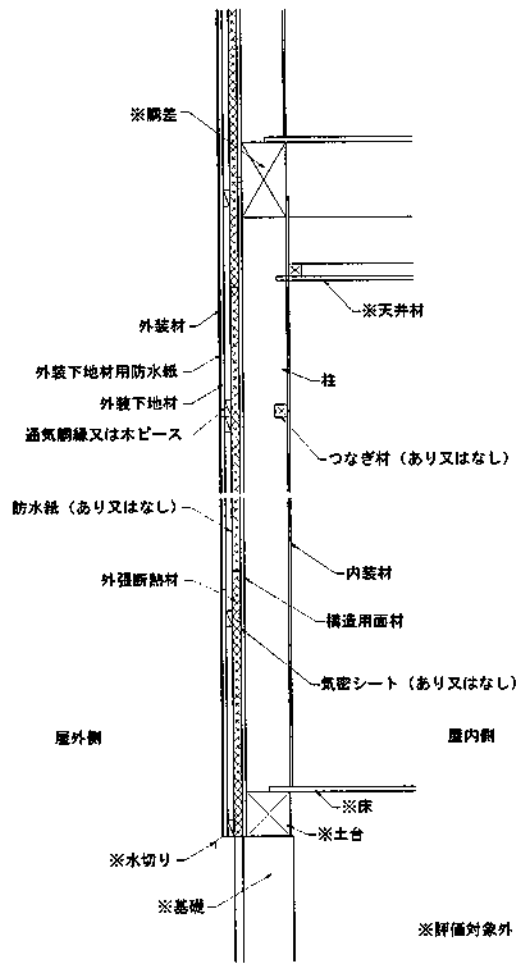 ※胴差
※天井材
外装材
外装下地材用防水紙
柱
外装下地材
通気胴縁又は木ピース
つなぎ材（あり又はなし）
防水紙（あり又はなし）
内装材
外張断熱材
構造用面材
気密シート（あり又はなし）
屋外側
屋内側
※床
※土台
※水切り
※基礎
※評価対象外